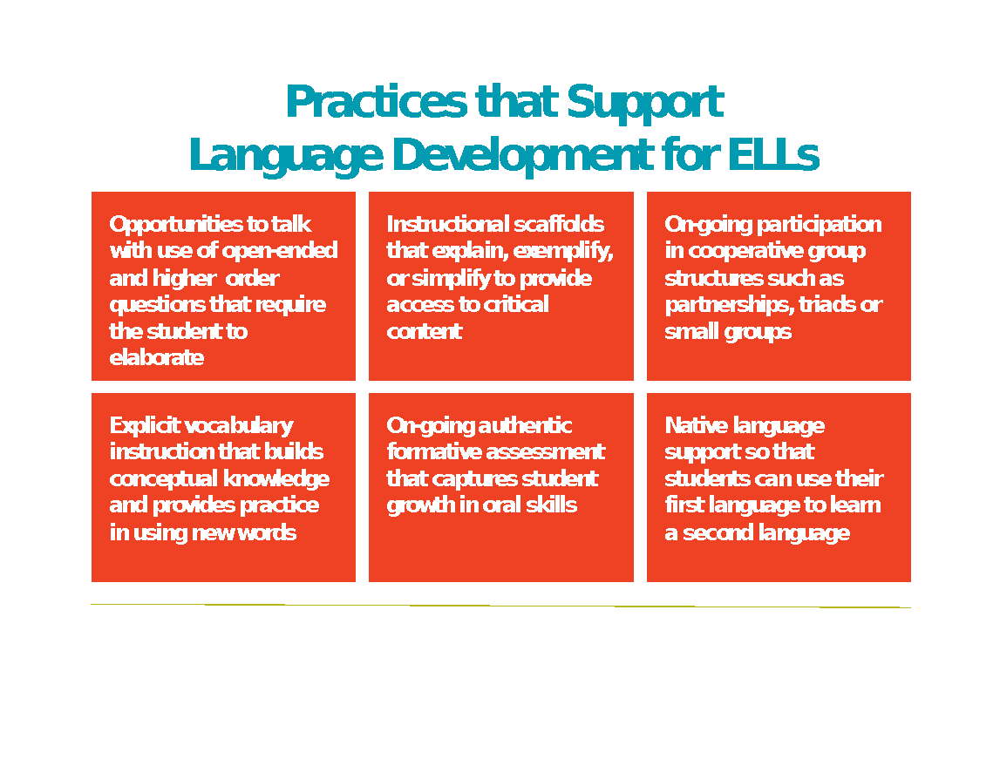 Practices that Support
Language Development for ELLs
Opportunities to talk
with use of open-ended
and higher order
questions that require
the student to
elaborate
Instructional scaffolds
that explain, exemplify,
or simplify to provide
access to critical
content
On-going participation
in cooperative group
structures such as
partnerships, triads or
small groups
Explicit vocabulary
instruction that builds
conceptual knowledge
and provides practice
in using new words
On-going authentic
formative assessment
that captures student
growth in oral skills
Native language
support so that
students can use their
first language to learn
a second language